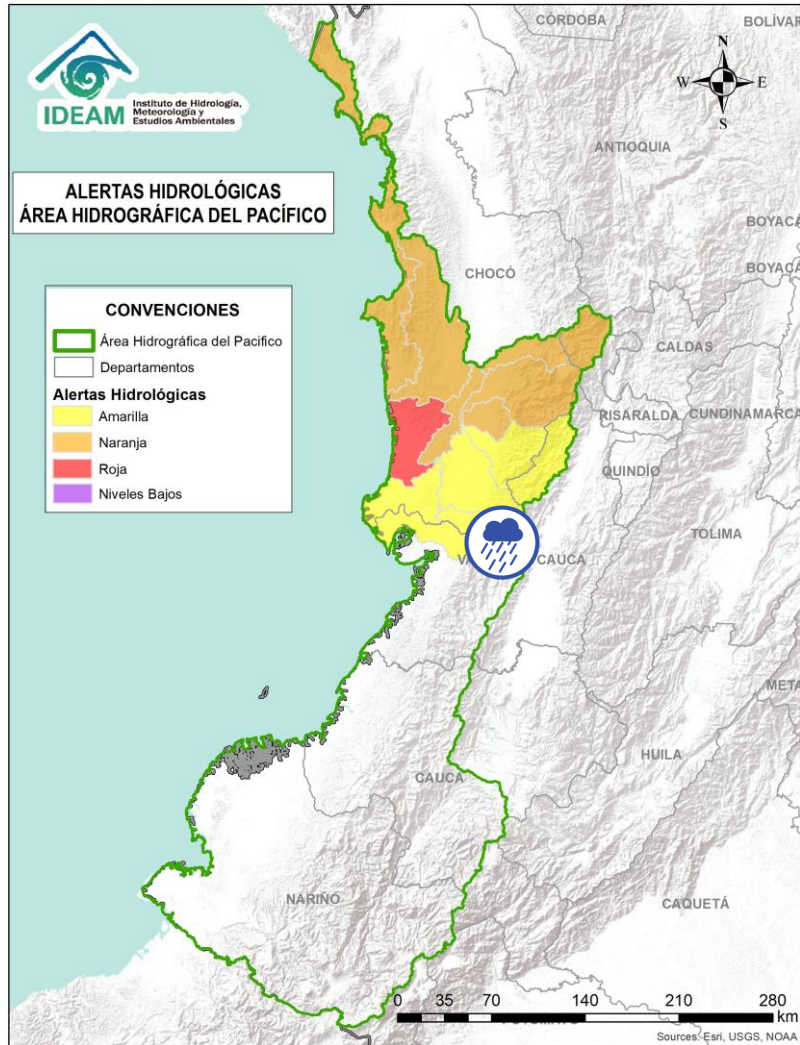 IDEAM
Instituto de Hidrología,
Meteorología y
Estudios Ambientales
ALERTAS HIDROLÓGICAS
ÁREA HIDROGRÁFICA DEL PACÍFICO
CONVENCIONES
Área Hidrográfica del Pacifico
Departamentos
Alertas Hidrológicas
Amarilla
Naranja
Roja
Niveles Bajos
CÓRDOBA
BOLÍVAR
N
W
E
S
ANTIOQUIA
BOYACÁ
BOYACÁ
CHOCÓ
CALDAS
RISARALDA
CUNDINAMARCA
QUINDÍO
TOLIMA
CAUCA
META
HUILA
CAUCA
NARIÑO
CAQUETÁ
0 35 70 140 210 280
km
Sources: Esri, USGS, NOAA